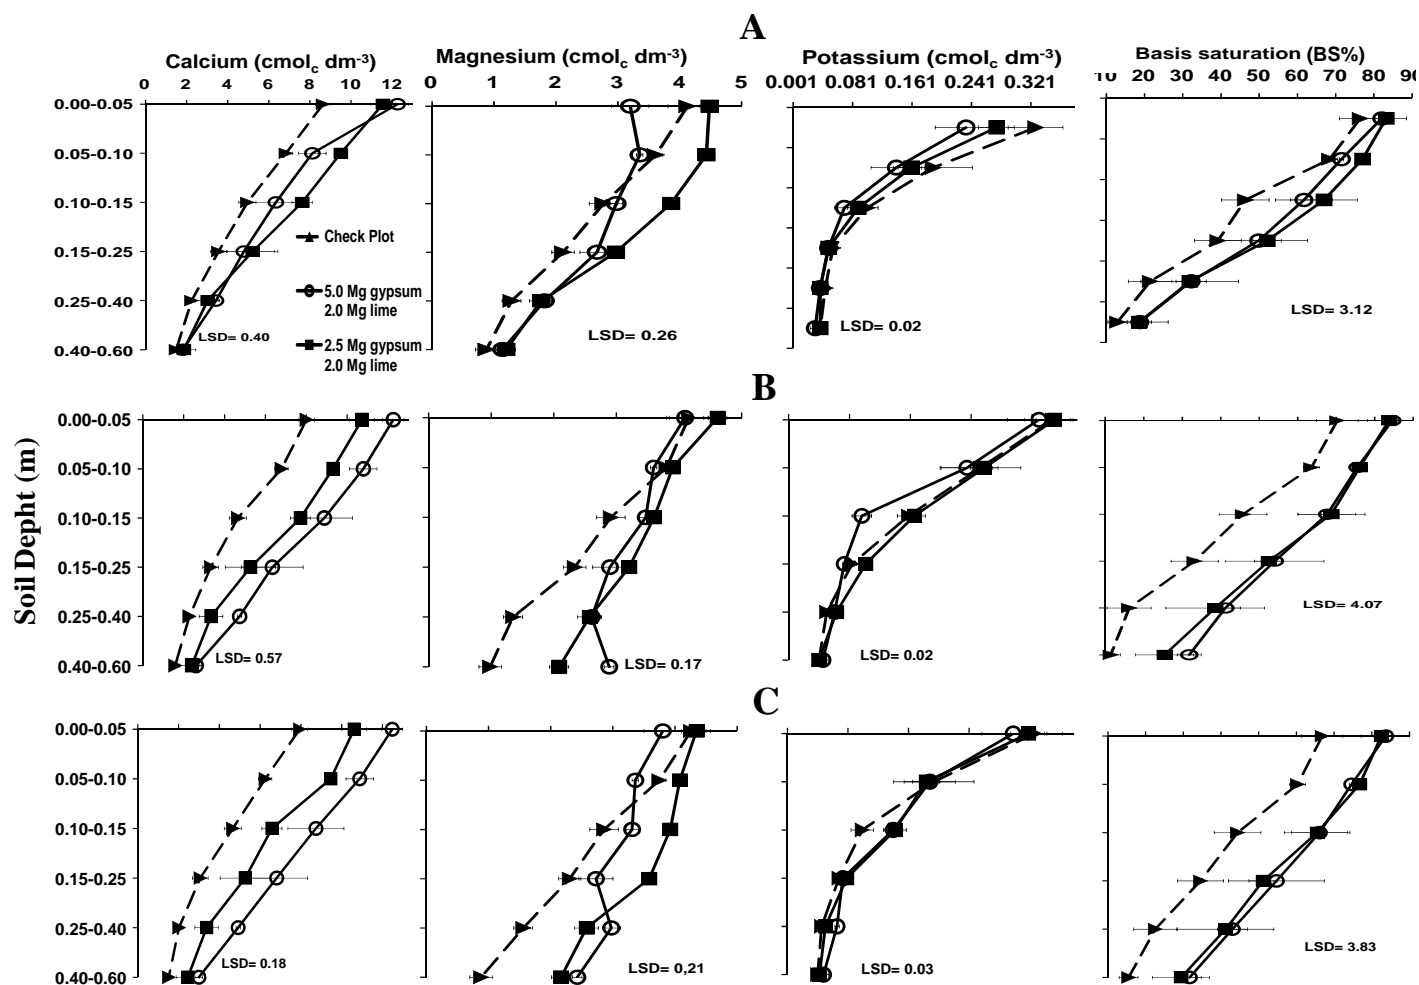 A
Calcium (cmolc dm-3)
Magnesium (cmolc dm-3)
Potassium (cmolc dm-3)
Basis saturation (BS%)
0 2 4 6 8 10 12
0 1 2 3 4 5
0.001 0.081 0.161 0.241 0.321
10 20 30 40 50 60 70 80 90
0.00-0.05
0.05-0.10
0.10-0.15
0.15-0.25
0.25-0.40
0.40-0.60
Check Plot
5.0 Mg gypsum
2.0 Mg lime
2.5 Mg gypsum
2.0 Mg lime
LSD= 0.40
LSD= 0.26
LSD= 0.02
LSD= 3.12
B
Soil Depht (m)
0.00-0.05
0.05-0.10
0.10-0.15
0.15-0.25
0.25-0.40
0.40-0.60
LSD= 0.57
LSD= 0.17
LSD= 0.02
LSD= 4.07
C
0.00-0.05
0.05-0.10
0.10-0.15
0.15-0.25
0.25-0.40
0.40-0.60
LSD= 0.18
LSD= 0,21
LSD= 0.03
LSD= 3.83